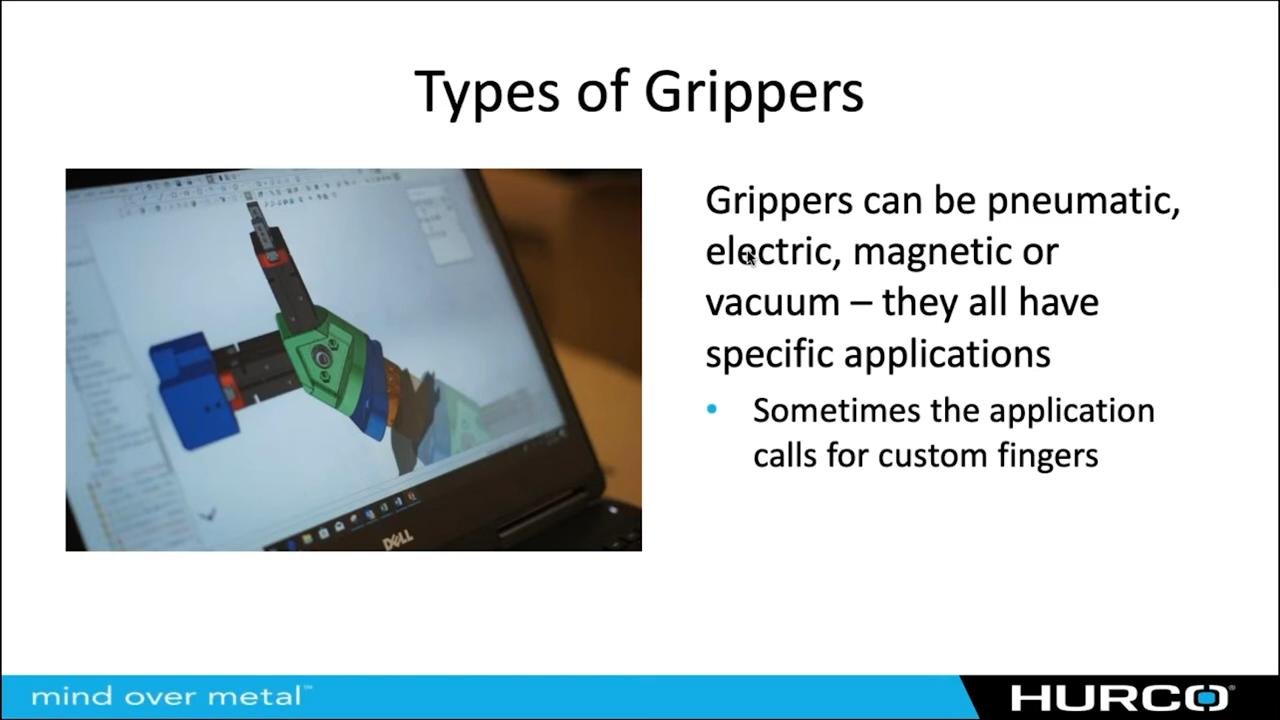 Types of Grippers
Grippers can be pneumatic,
electric, magnetic or
vacuum – they all have
specific applications
• Sometimes the application
calls for custom fingers
DELL
mind over metal™
HURCO®